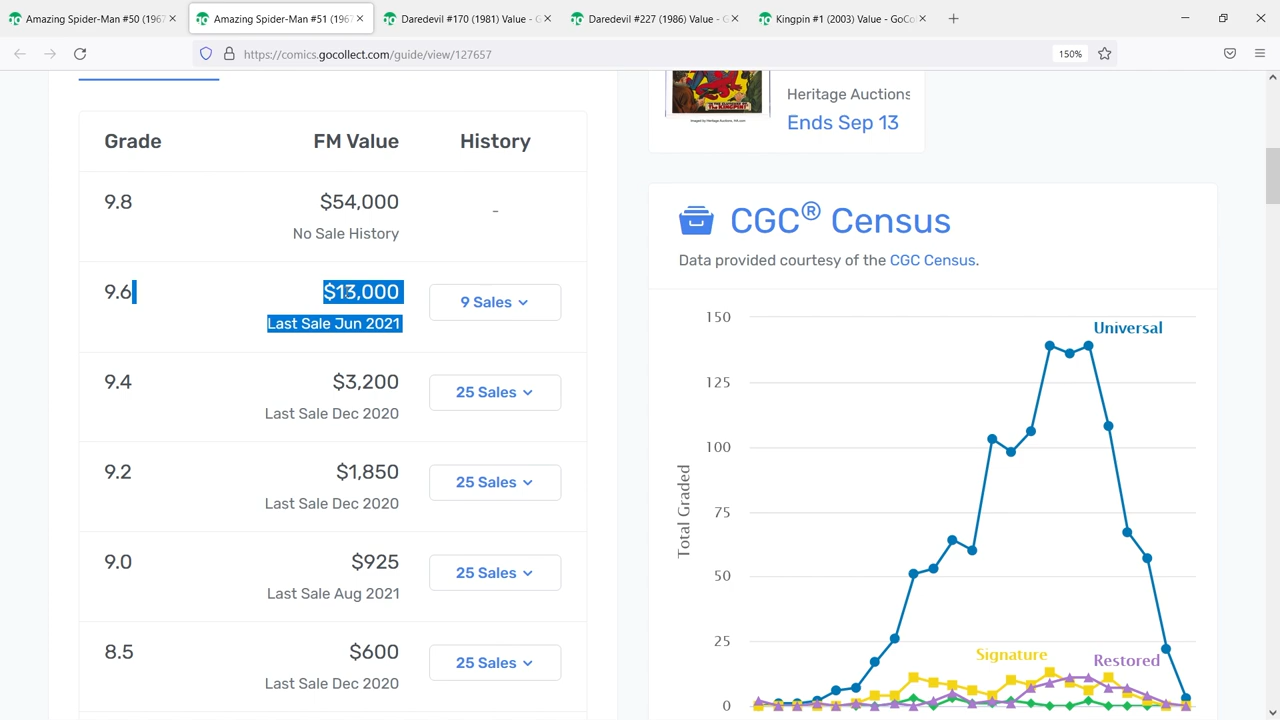 Amazing Spider-Man #50 (1967
Amazing Spider-Man #51 (1967
Daredevil #170 (1981) Value - G
Daredevil #227 (1986) Value - G
Kingpin #1 (2003) Value - GoCo
https://comics.gocollect.com/guide/view/127657
150%
Heritage Auctions
Ends Sep 13
Grade FM Value History
9.8 $54,000 -
No Sale History
9.6 $13,000 9 Sales
Last Sale Jun 2021
9.4 $3,200 25 Sales
Last Sale Dec 2020
9.2 $1,850 25 Sales
Last Sale Dec 2020
9.0 $925 25 Sales
Last Sale Aug 2021
8.5 $600 25 Sales
Last Sale Dec 2020
CGC® Census
Data provided courtesy of the CGC Census.
150
125
100
75
50
25
0
Total Graded
Universal
Signature
Restored